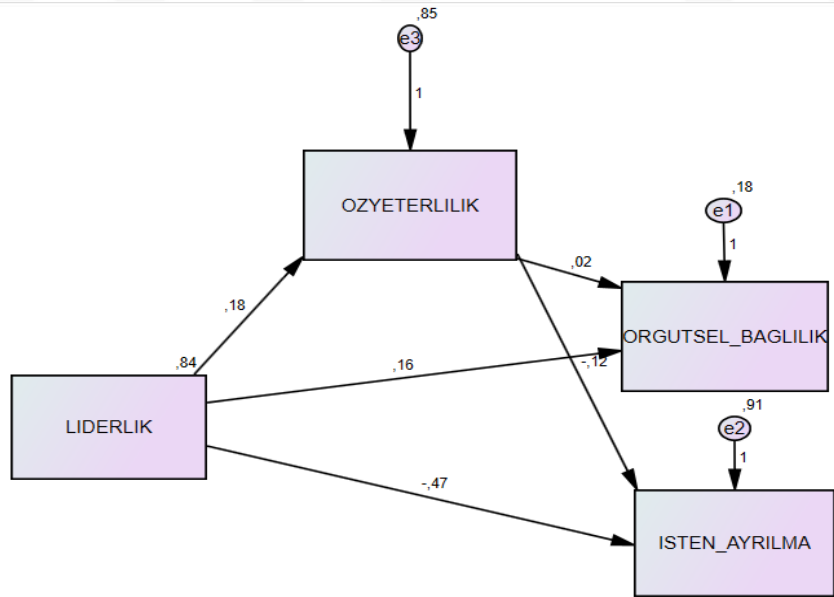 ,85
e3
1
OZYETERLILIK
,18
e1
1
,02
,18
ORGUTSEL_BAGLILIK
,84
,16
-,12
LIDERLIK
,91
e2
1
-,47
ISTEN_AYRILMA